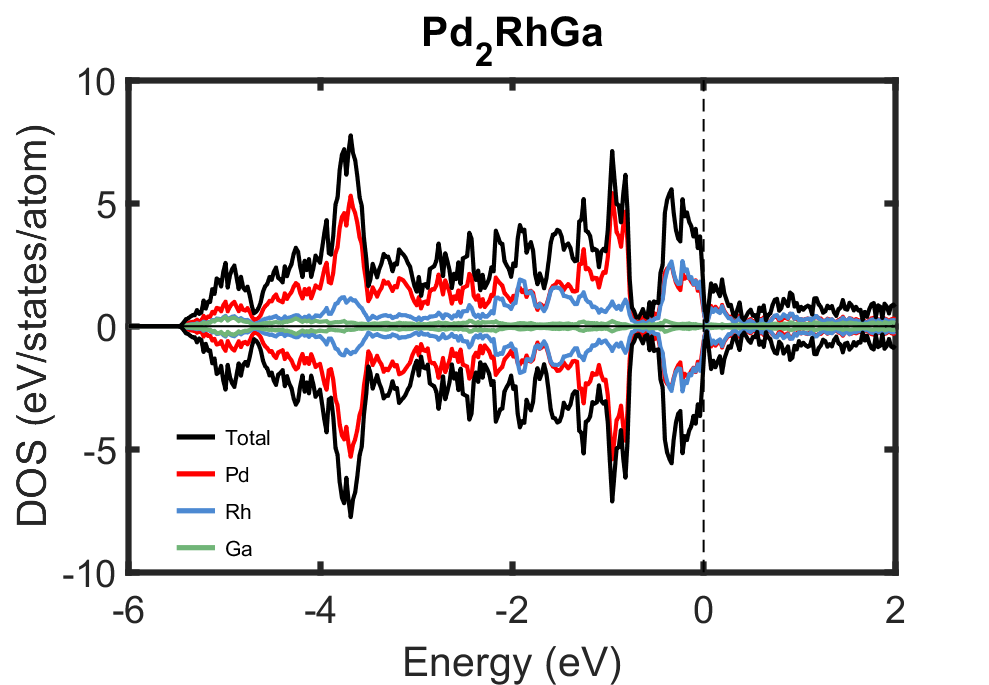 Pd₂RhGa
DOS (eV/states/atom)
10
5
0
-5
-10
Total
Pd
Rh
Ga
-6 -4 -2 0 2
Energy (eV)